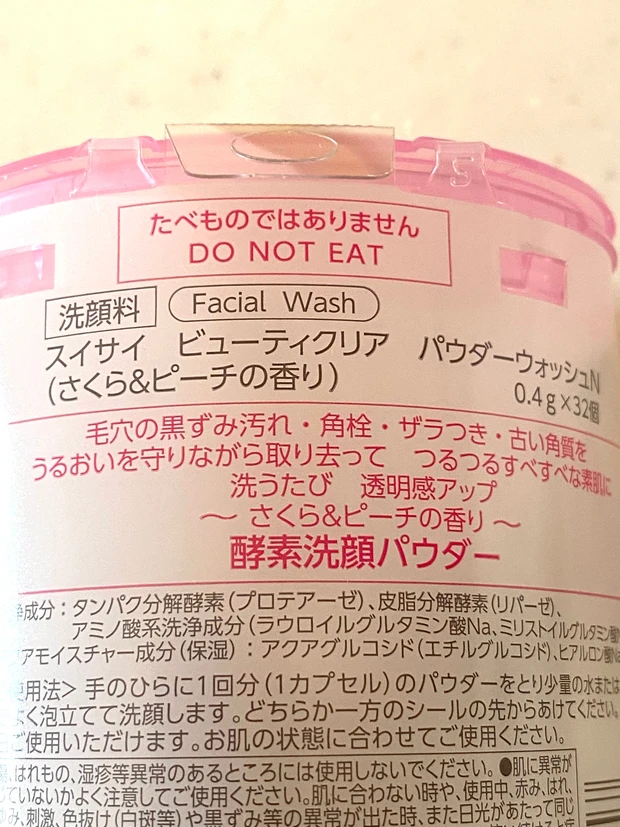 5
たべものではありません
DO NOT EAT
洗顔料 Facial Wash
スイサイ ビューティクリア パウダーウォッシュN
(さくら&ピーチの香り) 0.4g×32個
毛穴の黒ずみ汚れ・角栓・ザラつき・古い角質を
うるおいを守りながら取り去って つるつるすべすべな素肌に
洗うたび 透明感アップ
～ さくら&ピーチの香り ～
酵素洗顔パウダー
浄成分：タンパク分解酵素(プロテアーゼ)、皮脂分解酵素(リパーゼ)、
アミノ酸系洗浄成分(ラウロイルグルタミン酸Na、ミリストイルグルタミン酸
アモイスチャー成分(保湿)：アクアグルコシド(エチルグルコシド)、ヒアルロン酸Na
使用法＞手のひらに1回分(1カプセル)のパウダーをとり少量の水または
よく泡立てて洗顔します。どちらか一方のシールの先からあけてください。
ご使用いただけます。お肌の状態に合わせてご使用ください。
はれもの、湿疹等異常のあるところには使用しないでください。●肌に異常が
じていないかよく注意してご使用ください。肌に合わない時や、使用中、赤み、はれ、
み、刺激、色抜け(白斑等)や黒ずみ等の異常が出た時、また日光があたって同じ